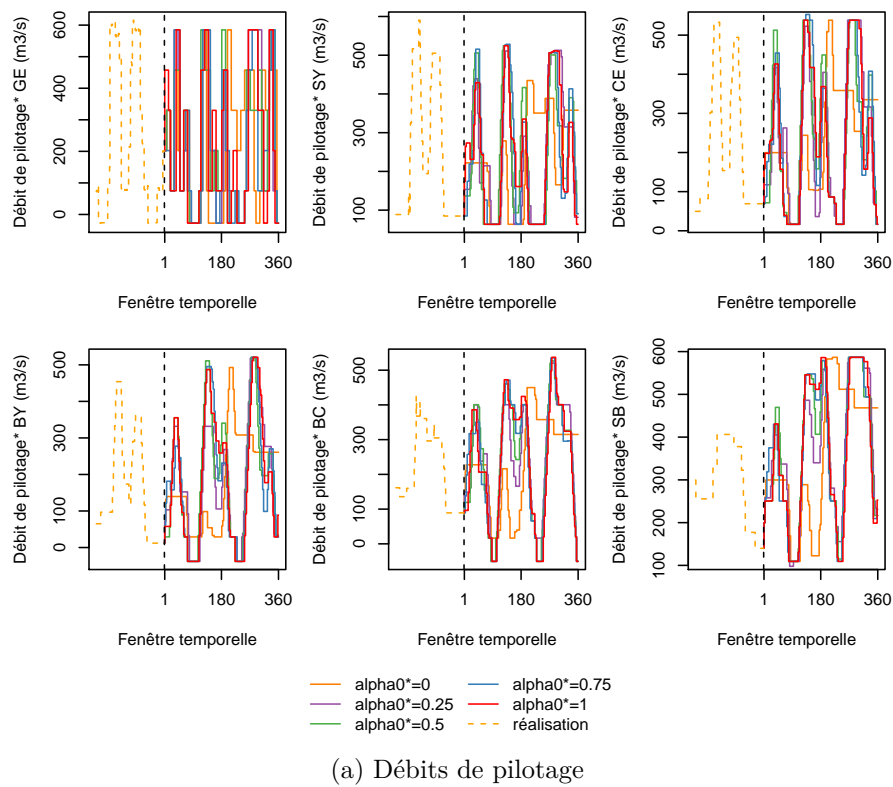 Débit de pilotage* GE (m3/s)
0 100 200 300 400 500 600
1 180 360
Fenêtre temporelle
Débit de pilotage* SY (m3/s)
100 300 500
1 180 360
Fenêtre temporelle
Débit de pilotage* CE (m3/s)
0 100 300 500
1 180 360
Fenêtre temporelle
Débit de pilotage* BY (m3/s)
0 100 300 500
1 180 360
Fenêtre temporelle
Débit de pilotage* BC (m3/s)
0 100 300 500
1 180 360
Fenêtre temporelle
Débit de pilotage* SB (m3/s)
100 200 300 400 500 600
1 180 360
Fenêtre temporelle
alpha0*=0
alpha0*=0.25
alpha0*=0.5
alpha0*=0.75
alpha0*=1
réalisation
(a) Débits de pilotage